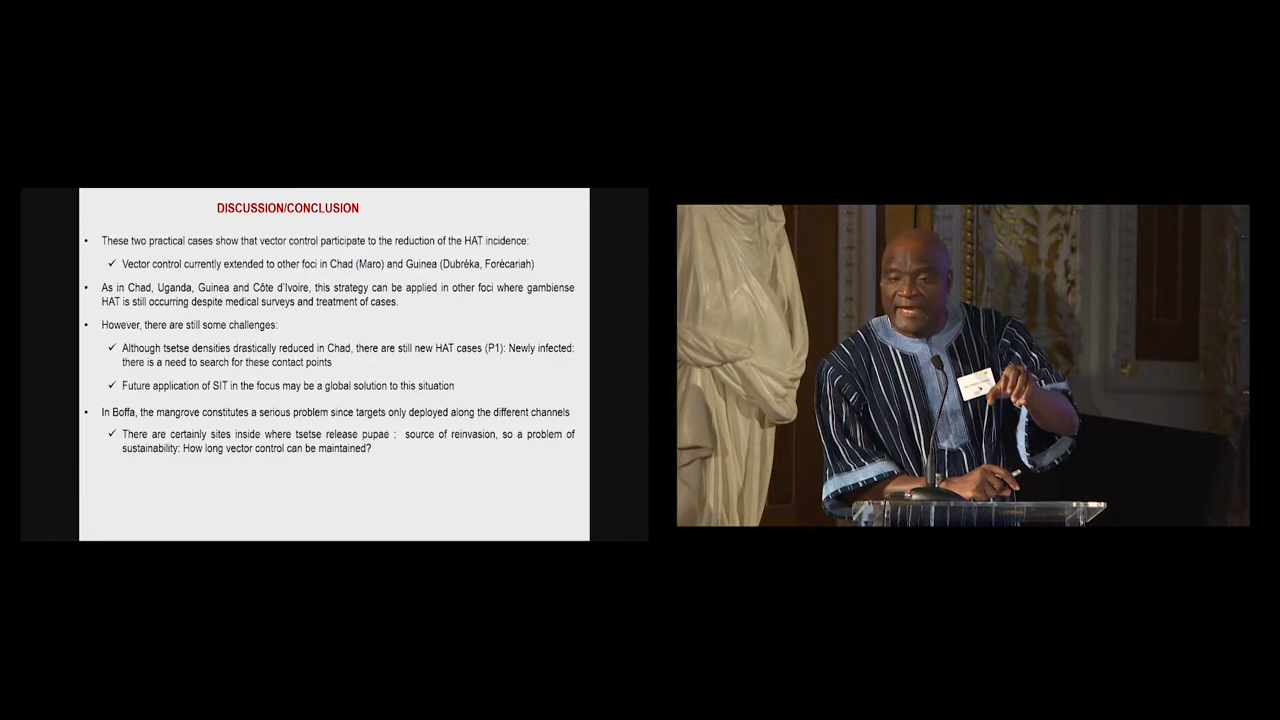 DISCUSSION/CONCLUSION
• These two practical cases show that vector control participate to the reduction of the HAT incidence:
✓ Vector control currently extended to other foci in Chad (Maro) and Guinea (Dubréka, Forécariah)
• As in Chad, Uganda, Guinea and Côte d'Ivoire, this strategy can be applied in other foci where gambiense
HAT is still occurring despite medical surveys and treatment of cases.
• However, there are still some challenges:
✓ Although tsetse densities drastically reduced in Chad, there are still new HAT cases (P1): Newly infected:
there is a need to search for these contact points
✓ Future application of SIT in the focus may be a global solution to this situation
• In Boffa, the mangrove constitutes a serious problem since targets only deployed along the different channels
✓ There are certainly sites inside where tsetse release pupae : source of reinvasion, so a problem of
sustainability: How long vector control can be maintained?